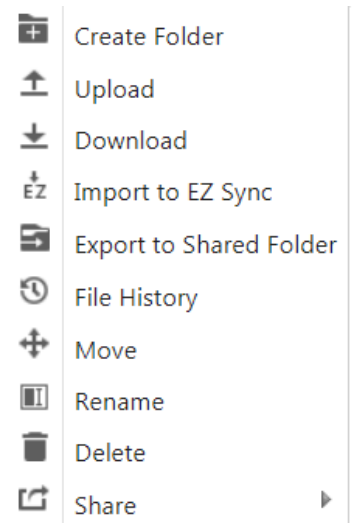 Create Folder
Upload
Download
EZ Import to EZ Sync
Export to Shared Folder
File History
Move
Rename
Delete
Share